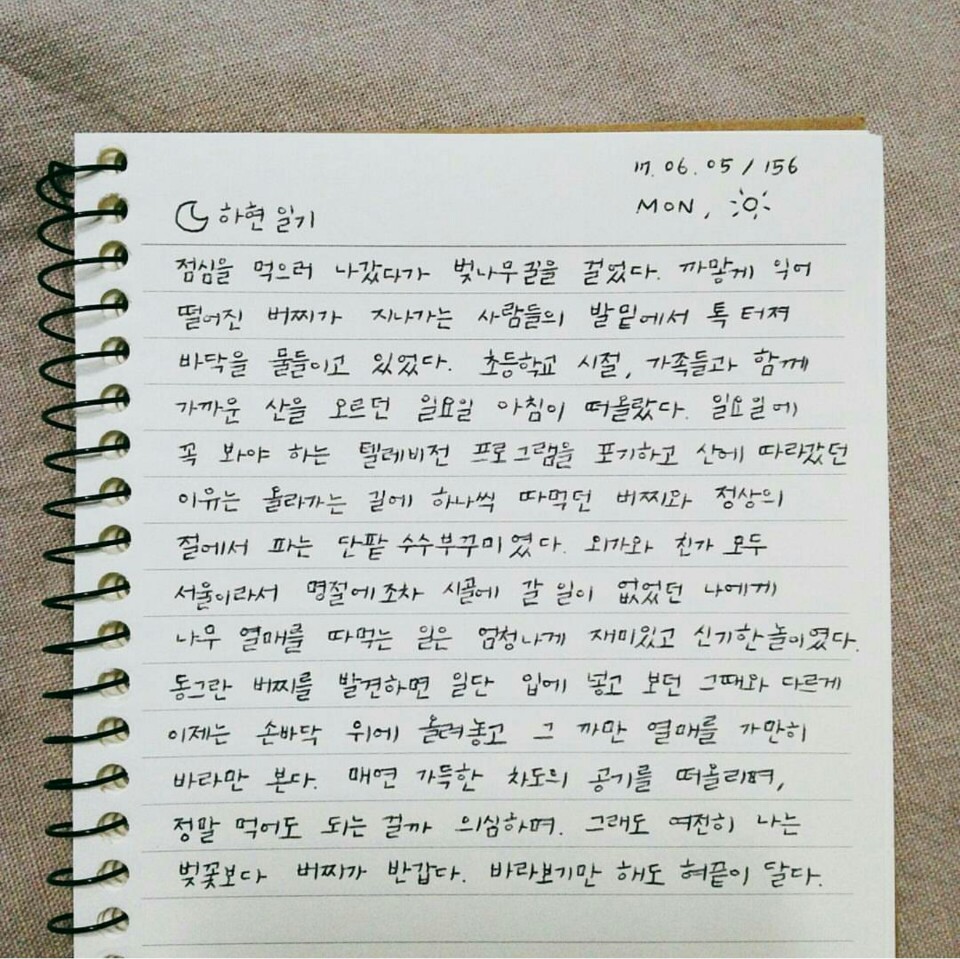 17. 06. 05 / 156
MON,
하현 일기
점심을 먹으러 나갔다가 벚나무 길을 걸었다. 까맣게 익어
떨어진 버찌가 지나가는 사람들의 발밑에서 톡 터져
바닥을 물들이고 있었다. 초등학교 시절, 가족들과 함께
가까운 산을 오르던 일요일 아침이 떠올랐다. 일요일에
꼭 봐야 하는 텔레비전 프로그램을 포기하고 산에 따라갔던
이유는 올라가는 길에 하나씩 따먹던 버찌와 정상의
절에서 파는 단팥 수수부꾸미였다. 외가와 친가 모두
서울이라서 명절에조차 시골에 갈 일이 없었던 나에게
나무 열매를 따먹는 일은 엄청나게 재미있고 신기한 놀이였다.
동그란 버찌를 발견하면 일단 입에 넣고 보던 그때와 다르게
이제는 손바닥 위에 올려놓고 그 까만 열매를 가만히
바라만 본다. 매연 가득한 차도의 공기를 떠올리며,
정말 먹어도 되는 걸까 의심하며. 그래도 여전히 나는
벚꽃보다 버찌가 반갑다. 바라보기만 해도 혀끝이 달다.